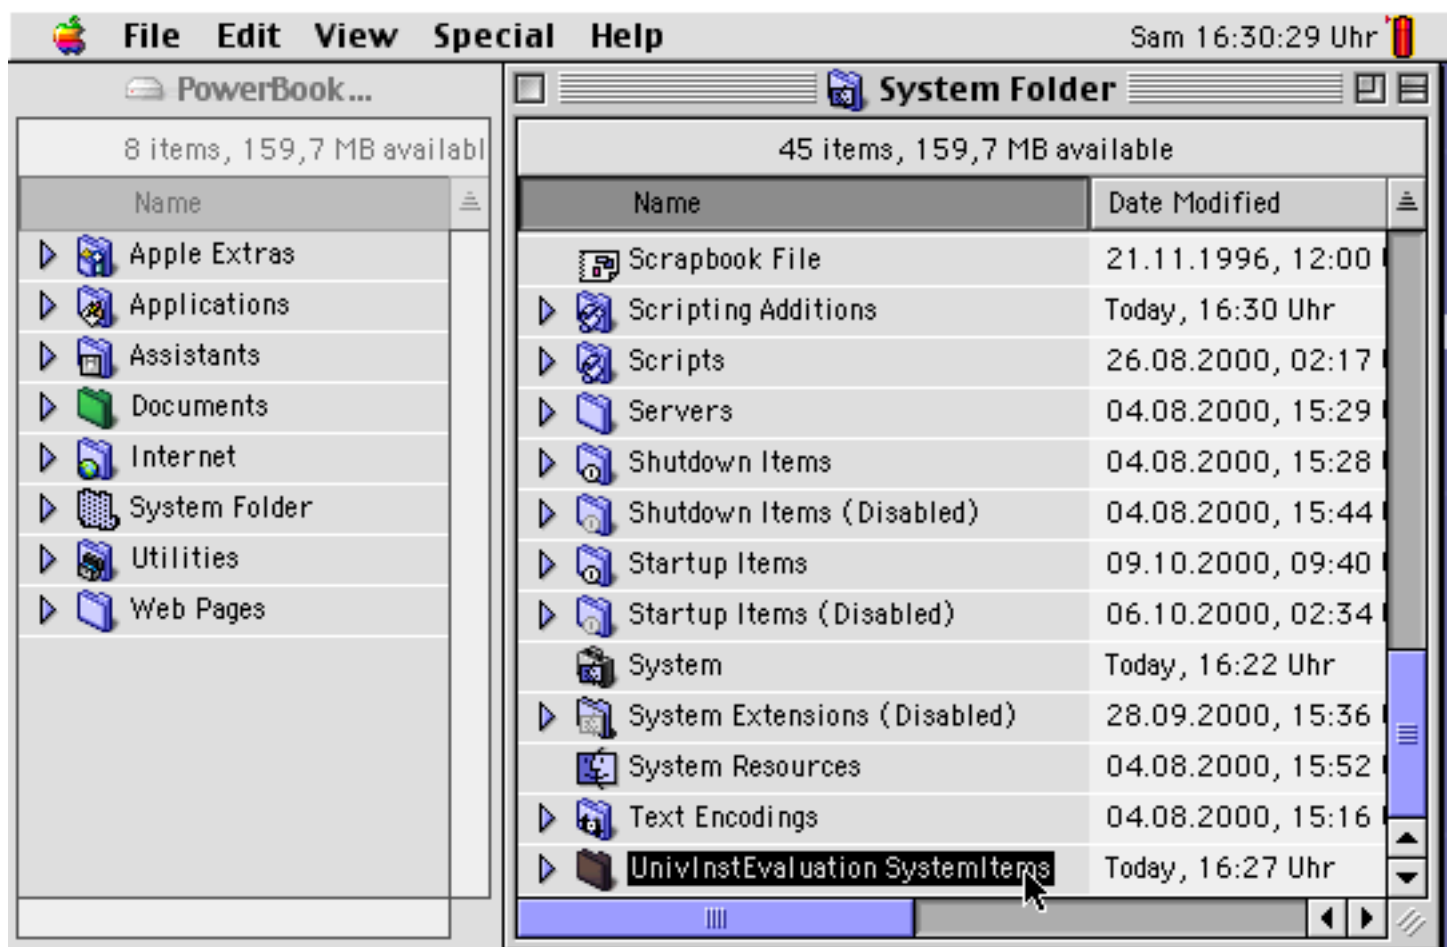 File Edit View Special Help Sam 16:30:29 Uhr
PowerBook...
8 items, 159,7 MB availabl
Name
Apple Extras
Applications
Assistants
Documents
Internet
System Folder
Utilities
Web Pages
System Folder
45 items, 159,7 MB available
Name Date Modified
Scrapbook File 21.11.1996, 12:00
Scripting Additions Today, 16:30 Uhr
Scripts 26.08.2000, 02:17
Servers 04.08.2000, 15:29
Shutdown Items 04.08.2000, 15:28
Shutdown Items (Disabled) 04.08.2000, 15:44
Startup Items 09.10.2000, 09:40
Startup Items (Disabled) 06.10.2000, 02:34
System Today, 16:22 Uhr
System Extensions (Disabled) 28.09.2000, 15:36
System Resources 04.08.2000, 15:52
Text Encodings 04.08.2000, 15:16
UnivInstEvaluation SystemItems Today, 16:27 Uhr